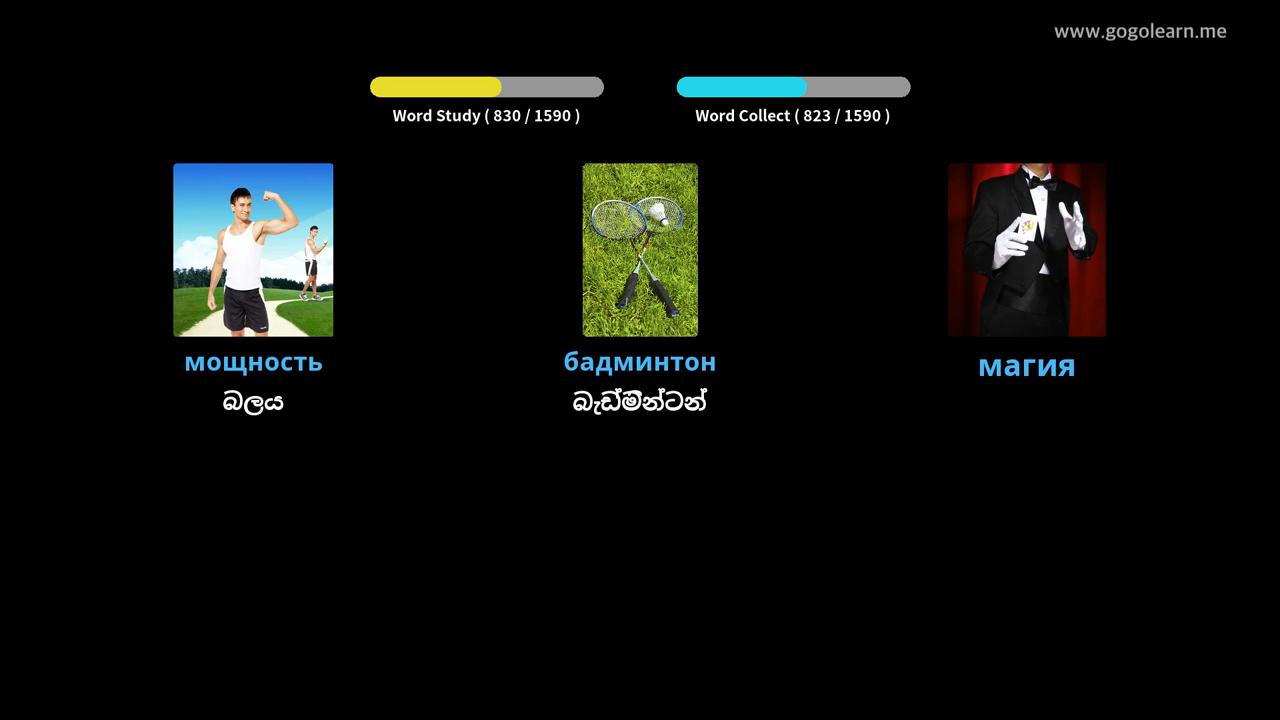 www.gogolearn.me
Word Study ( 830 / 1590 )
Word Collect ( 823 / 1590 )
мощность
බලය
бадминтон
බැඩ්මින්ටන්
магия